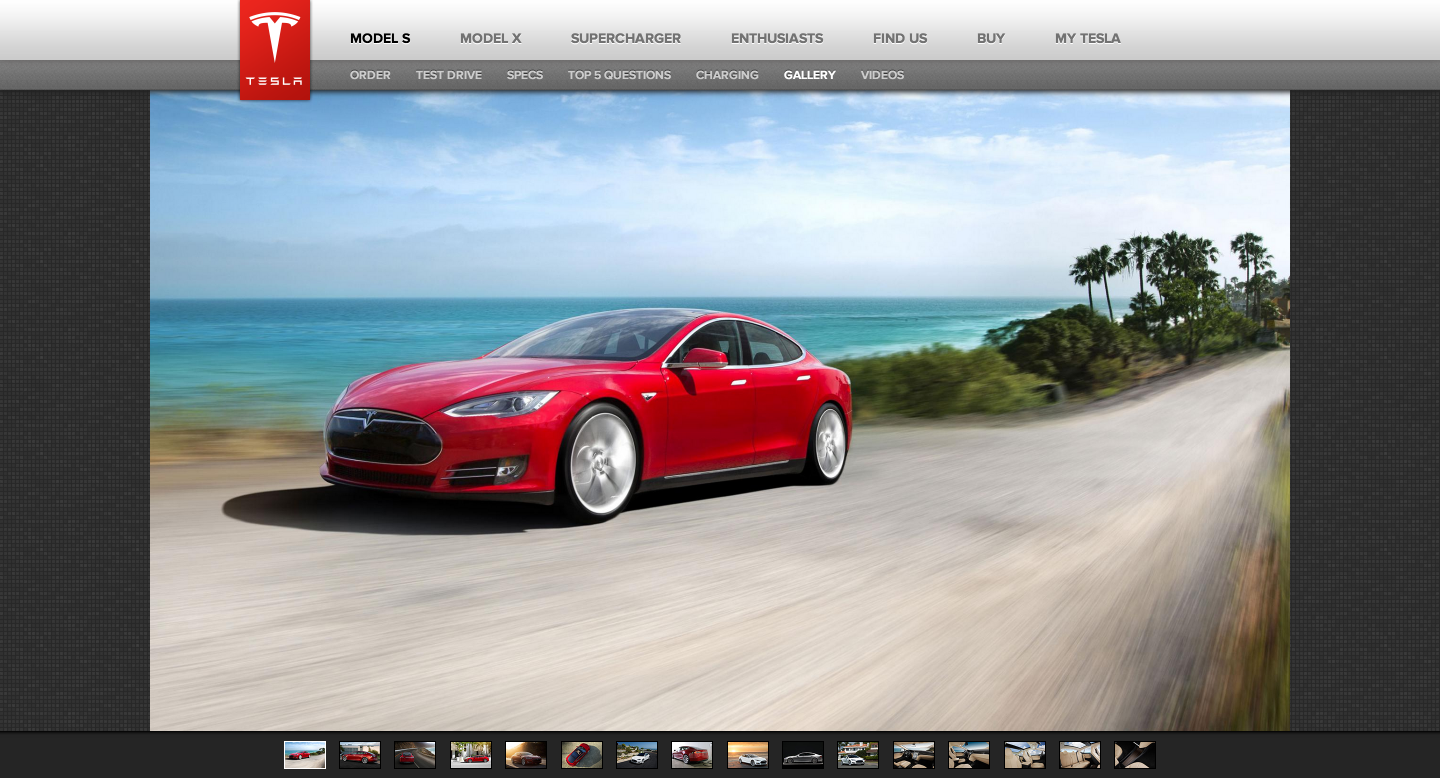 TESLA
MODEL S MODEL X SUPERCHARGER ENTHUSIASTS FIND US BUY MY TESLA
ORDER TEST DRIVE SPECS TOP 5 QUESTIONS CHARGING GALLERY VIDEOS